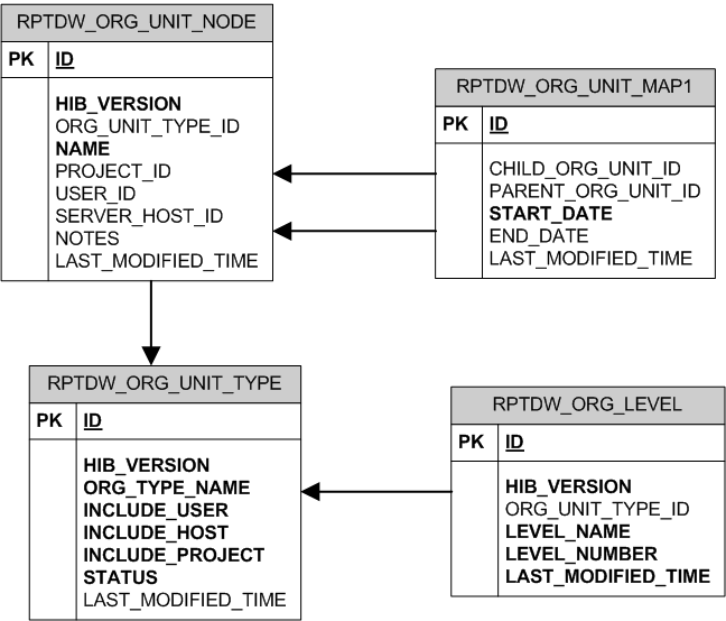 RPTDW_ORG_UNIT_NODE
PK ID
HIB_VERSION
ORG_UNIT_TYPE_ID
NAME
PROJECT_ID
USER_ID
SERVER_HOST_ID
NOTES
LAST_MODIFIED_TIME
RPTDW_ORG_UNIT_MAP1
PK ID
CHILD_ORG_UNIT_ID
PARENT_ORG_UNIT_ID
START_DATE
END_DATE
LAST_MODIFIED_TIME
RPTDW_ORG_UNIT_TYPE
PK ID
HIB_VERSION
ORG_TYPE_NAME
INCLUDE_USER
INCLUDE_HOST
INCLUDE_PROJECT
STATUS
LAST_MODIFIED_TIME
RPTDW_ORG_LEVEL
PK ID
HIB_VERSION
ORG_UNIT_TYPE_ID
LEVEL_NAME
LEVEL_NUMBER
LAST_MODIFIED_TIME